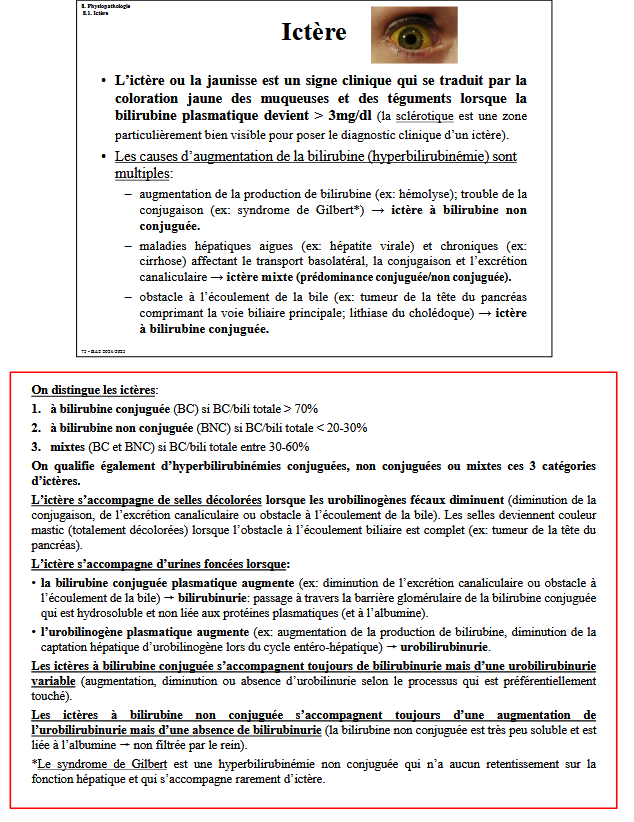 8. Physiopathologie
8.1. Ictère
Ictère
• L’ictère ou la jaunisse est un signe clinique qui se traduit par la
coloration jaune des muqueuses et des téguments lorsque la
bilirubine plasmatique devient > 3mg/dl (la sclérotique est une zone
particulièrement bien visible pour poser le diagnostic clinique d’un ictère).
• Les causes d’augmentation de la bilirubine (hyperbilirubinémie) sont
multiples:
– augmentation de la production de bilirubine (ex: hémolyse); trouble de la
conjugaison (ex: syndrome de Gilbert*) → ictère à bilirubine non
conjuguée.
– maladies hépatiques aigues (ex: hépatite virale) et chroniques (ex:
cirrhose) affectant le transport basolatéral, la conjugaison et l’excrétion
canaliculaire → ictère mixte (prédominance conjuguée/non conjuguée).
– obstacle à l’écoulement de la bile (ex: tumeur de la tête du pancréas
comprimant la voie biliaire principale; lithiase du cholédoque) → ictère
à bilirubine conjuguée.
On distingue les ictères:
1. à bilirubine conjuguée (BC) si BC/bili totale > 70%
2. à bilirubine non conjuguée (BNC) si BC/bili totale < 20-30%
3. mixtes (BC et BNC) si BC/bili totale entre 30-60%
On qualifie également d’hyperbilirubinémies conjuguées, non conjuguées ou mixtes ces 3 catégories
d’ictères.
L’ictère s’accompagne de selles décolorées lorsque les urobilinogènes fécaux diminuent (diminution de la
conjugaison, de l’excrétion canaliculaire ou obstacle à l’écoulement de la bile). Les selles deviennent couleur
mastic (totalement décolorées) lorsque l’obstacle à l’écoulement biliaire est complet (ex: tumeur de la tête du
pancréas).
L’ictère s’accompagne d’urines foncées lorsque:
• la bilirubine conjuguée plasmatique augmente (ex: diminution de l’excrétion canaliculaire ou obstacle à
l’écoulement de la bile) → bilirubinurie: passage à travers la barrière glomérulaire de la bilirubine conjuguée
qui est hydrosoluble et non liée aux protéines plasmatiques (et à l’albumine).
• l’urobilinogène plasmatique augmente (ex: augmentation de la production de bilirubine, diminution de la
captation hépatique d’urobilinogène lors du cycle entéro-hépatique) → urobilirubinurie.
Les ictères à bilirubine conjuguée s’accompagnent toujours de bilirubinurie mais d’une urobilirubinurie
variable (augmentation, diminution ou absence d’urobilinurie selon le processus qui est préférentiellement
touché).
Les ictères à bilirubine non conjuguée s’accompagnent toujours d’une augmentation de
l’urobilirubinurie mais d’une absence de bilirubinurie (la bilirubine non conjuguée est très peu soluble et est
liée à l’albumine → non filtrée par le rein).
*Le syndrome de Gilbert est une hyperbilirubinémie non conjuguée qui n’a aucun retentissement sur la
fonction hépatique et qui s’accompagne rarement d’ictère.